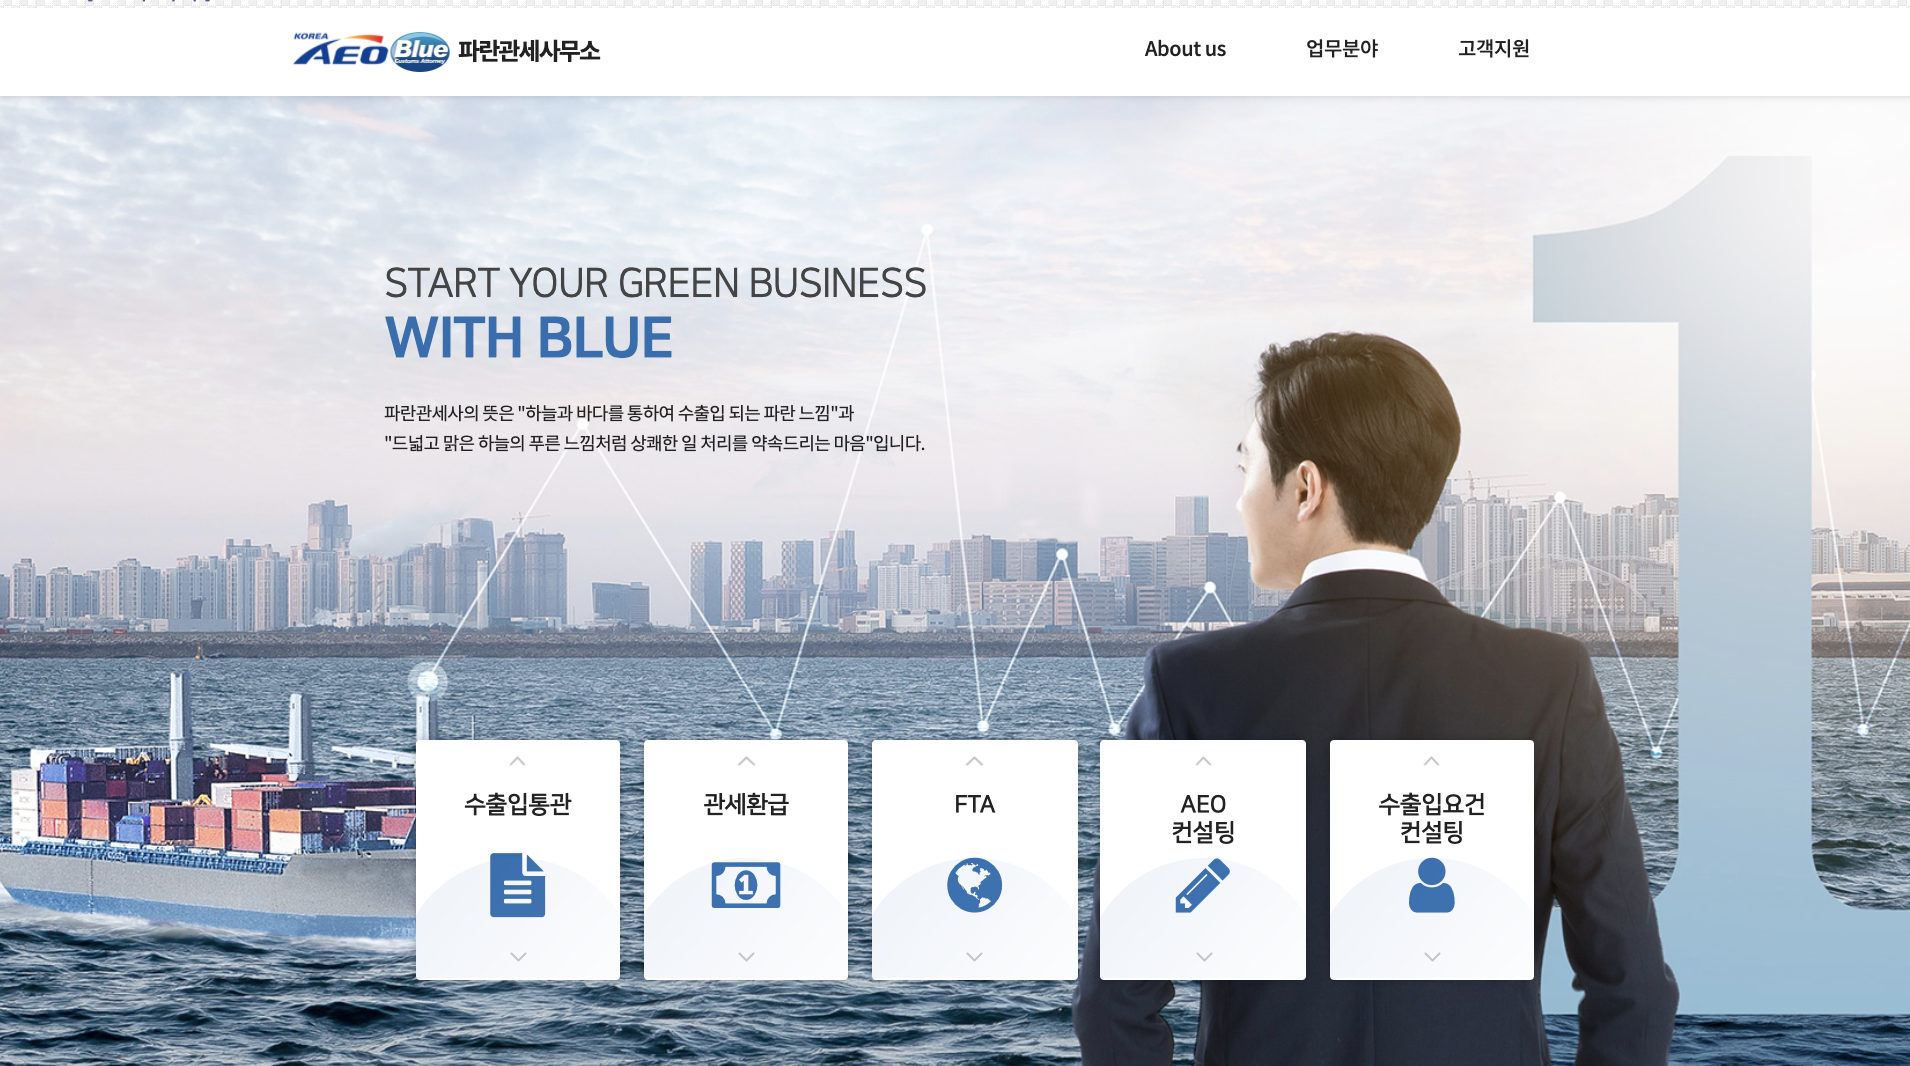 KOREA
AEO Blue 파란관세사무소
Customs Attorney
About us 업무분야 고객지원
START YOUR GREEN BUSINESS
WITH BLUE
파란관세사의 뜻은 "하늘과 바다를 통하여 수출입 되는 파란 느낌"과
"드넓고 맑은 하늘의 푸른 느낌처럼 상쾌한 일 처리를 약속드리는 마음"입니다.
1
수출입통관
관세환급
1
FTA
AEO
컨설팅
수출입요건
컨설팅